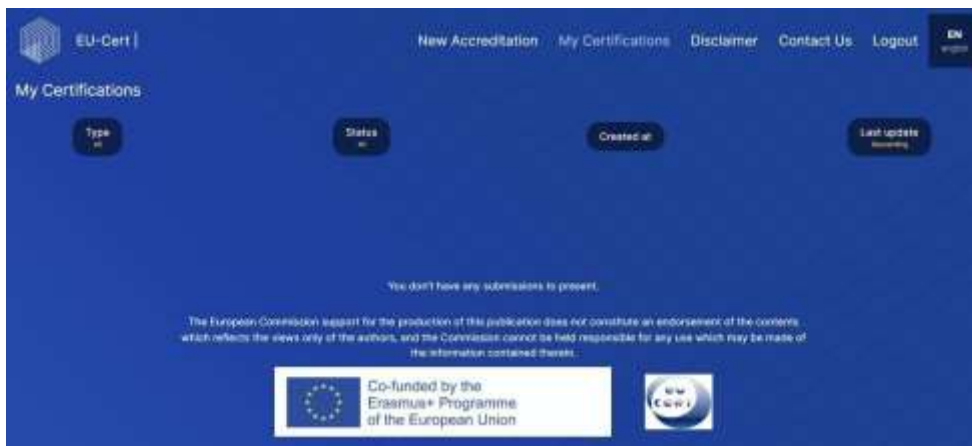 EU-Cert |
New Accreditation
My Certifications
Disclaimer
Contact Us
Logout
EN
english
My Certifications
Type
all
Status
all
Created at
Last update
descending
You don't have any submissions to present.
The European Commission support for the production of this publication does not constitute an endorsement of the contents
which reflects the views only of the authors, and the Commission cannot be held responsible for any use which may be made of
the information contained therein.
Co-funded by the
Erasmus+ Programme
of the European Union